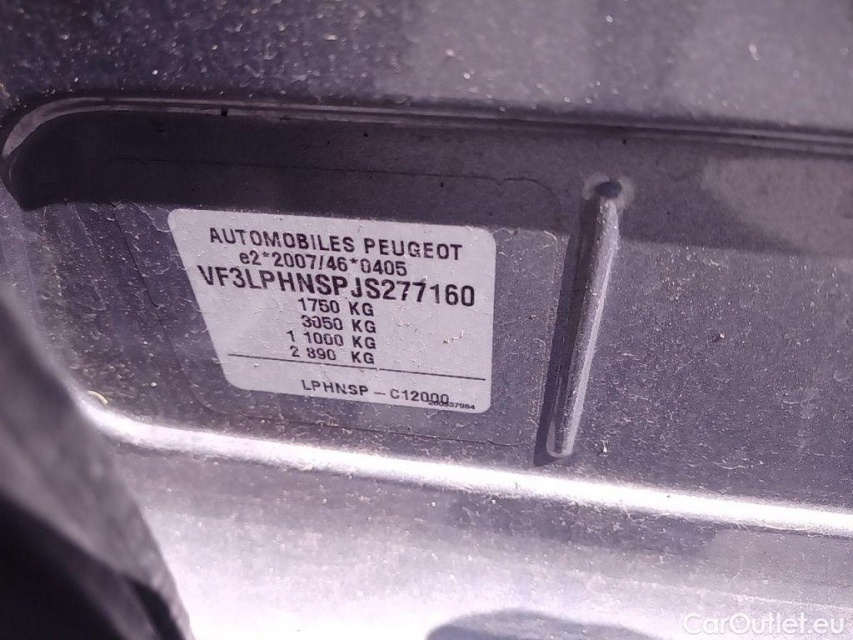 AUTOMOBILES PEUGEOT
e2*2007/46*0405
VF3LPHNSPJS277160
1750 KG
3050 KG
1 1000 KG
2 890 KG
LPHNSP - C12000
CarOutlet.eu